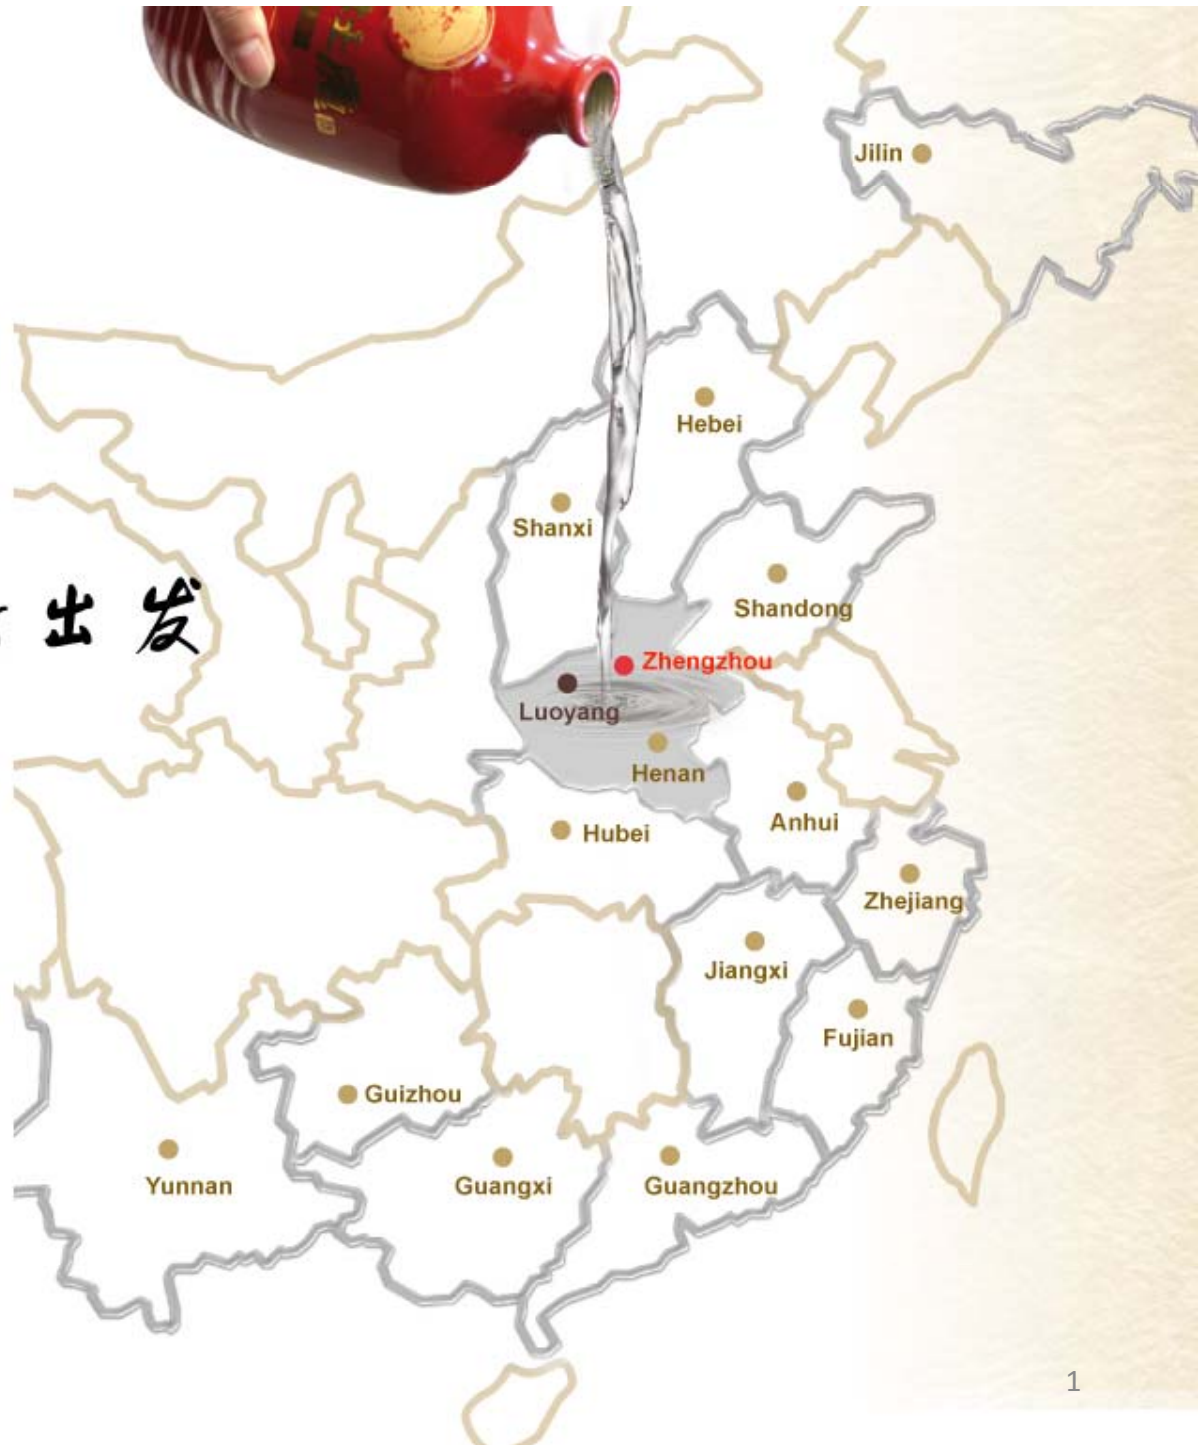 Jilin
Hebei
Shanxi
Shandong
出发
Zhengzhou
Luoyang
Henan
Anhui
Hubei
Zhejiang
Jiangxi
Fujian
Guizhou
Yunnan
Guangxi
Guangzhou
1